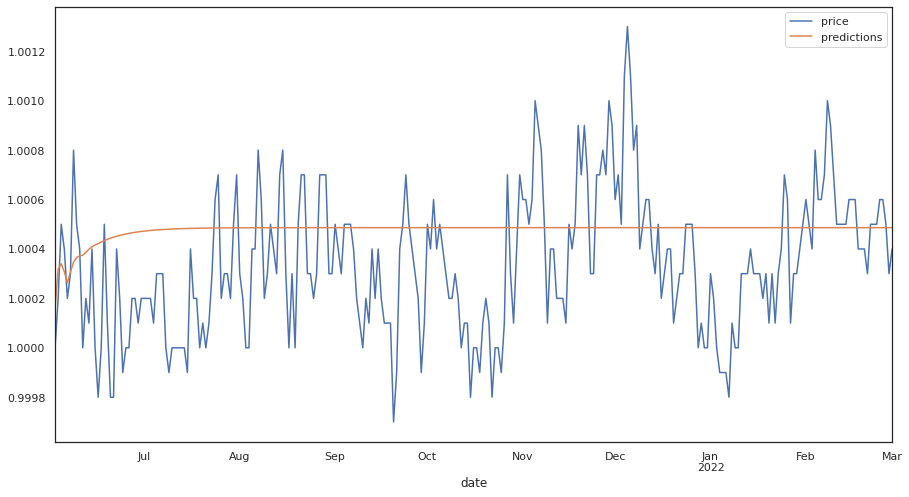 price
predictions
1.0012
1.0010
1.0008
1.0006
1.0004
1.0002
1.0000
0.9998
Jul Aug Sep Oct Nov Dec Jan Feb Mar
2022
date